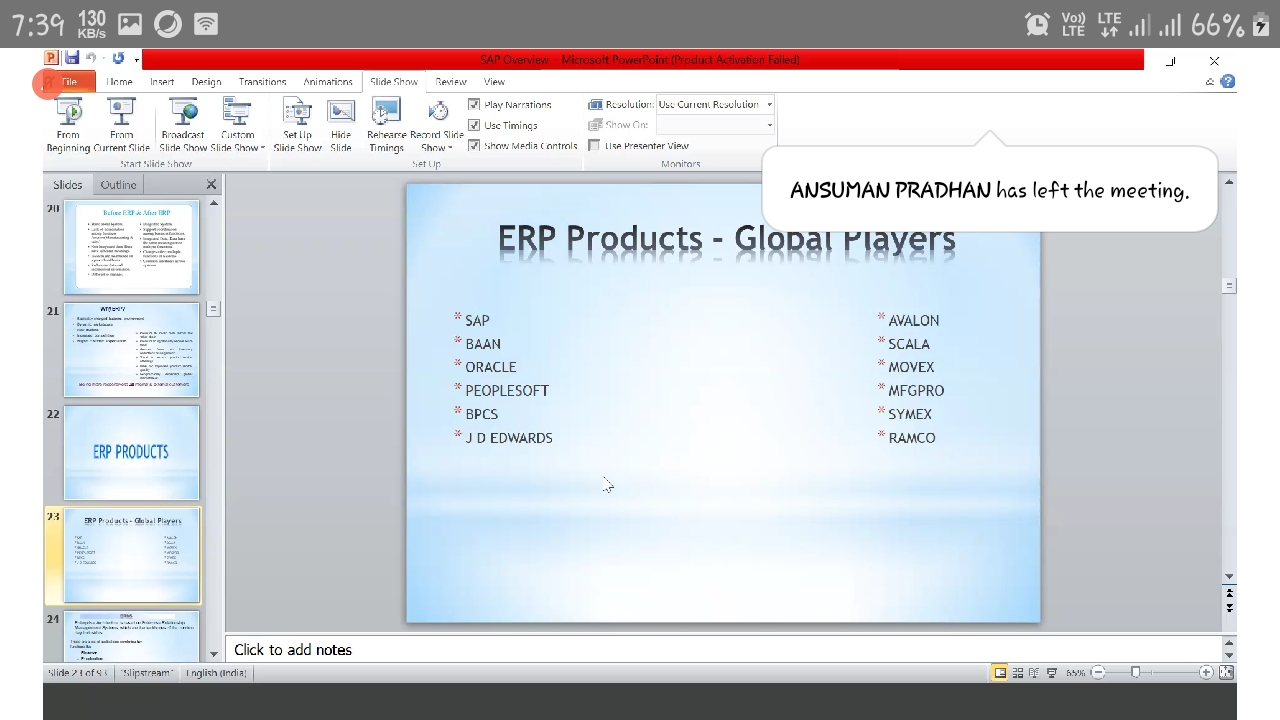 7:39 130 KB/s Vo) LTE LTE 66%
SAP Overview - Microsoft PowerPoint (Product Activation Failed)
File Home Insert Design Transitions Animations Slide Show Review View
From Beginning
From Current Slide
Broadcast Slide Show
Custom Slide Show
Set Up Slide Show
Hide Slide
Rehearse Timings
Record Slide Show
Play Narrations
Use Timings
Show Media Controls
Resolution: Use Current Resolution
Show On:
Use Presenter View
Start Slide Show
Set Up
Monitors
ANSUMAN PRADHAN has left the meeting.
Slides Outline
20
Before ERP & After ERP
21
Why ERP?
22
ERP PRODUCTS
23
ERP Products - Global Players
24
ERP Products - Global Players
* SAP
* BAAN
* ORACLE
* PEOPLESOFT
* BPCS
* J D EDWARDS
* AVALON
* SCALA
* MOVEX
* MFGPRO
* SYMEX
* RAMCO
Click to add notes
Slide 23 of 93 "Slipstream" English (India) 65%